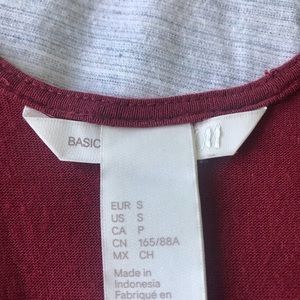 BASIC
EUR S
US S
CA P
CN 165/88A
MX CH
Made in
Indonesia
Fabriqué en